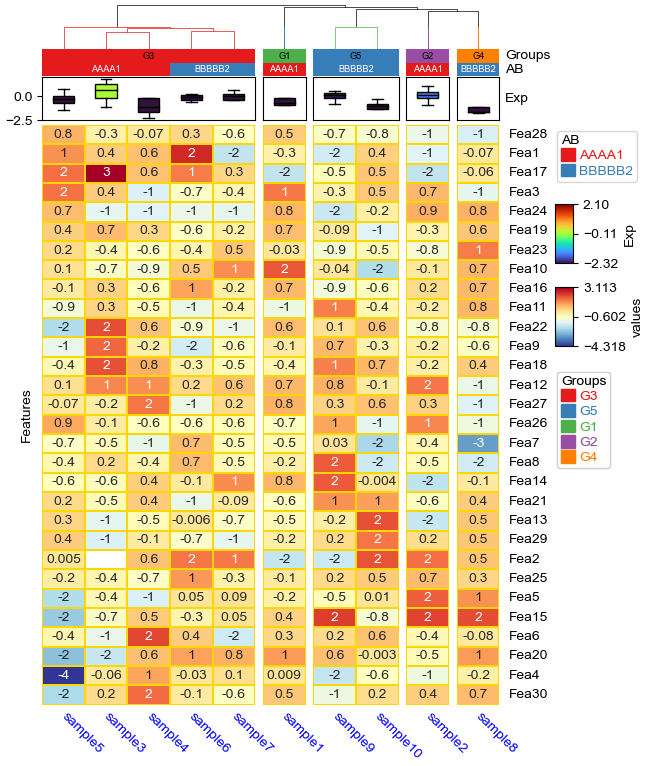 G3 G1 G5 G2 G4 Groups
AAAA1 BBBBB2 AAAA1 BBBBB2 AAAA1 BBBBB2 AB
0.0 Exp
−2.5
0.8 -0.3 -0.07 0.3 -0.6 0.5 -0.7 -0.8 -1 -1 Fea28
1 0.4 0.6 2 -2 -0.3 -2 0.4 -1 -0.07 Fea1
2 3 0.6 1 0.3 -2 -0.5 0.5 -2 -0.06 Fea17
2 0.4 -1 -0.7 -0.4 1 -0.3 0.5 0.7 -1 Fea3
0.7 -1 -1 -1 -1 0.8 -2 -0.2 0.9 0.8 Fea24
0.4 0.7 0.3 -0.6 -0.2 0.7 -0.09 -1 -0.3 0.6 Fea19
0.2 -0.4 -0.6 -0.4 0.5 -0.03 -0.9 -0.5 -0.8 1 Fea23
0.1 -0.7 -0.9 0.5 1 2 -0.04 -2 -0.1 0.7 Fea10
-0.1 0.3 -0.6 1 -0.2 0.7 -0.9 -0.6 0.2 0.7 Fea16
-0.9 0.3 -0.5 -1 -0.4 -1 1 -0.4 -0.2 0.8 Fea11
-2 2 0.6 -0.9 -1 0.6 0.1 0.6 -0.8 -0.8 Fea22
-1 2 -0.2 -2 -0.6 -0.1 0.7 -0.3 -0.2 -0.6 Fea9
-0.4 2 0.8 -0.3 -0.5 -0.4 1 0.7 -0.2 0.4 Fea18
0.1 1 1 0.2 0.6 0.7 0.8 -0.1 2 -1 Fea12
-0.07 -0.2 2 -1 0.2 0.8 0.3 0.6 0.3 -1 Fea27
0.9 -0.1 -0.6 -0.6 -0.6 -0.7 1 -1 1 -1 Fea26
-0.7 -0.5 -1 0.7 -0.5 -0.5 0.03 -2 -0.4 -3 Fea7
-0.4 0.2 -0.4 0.7 -0.5 -0.2 2 -2 -0.5 -2 Fea8
-0.6 -0.6 0.4 -0.1 1 0.8 2 -0.004 -2 -0.1 Fea14
0.2 -0.5 0.4 -1 -0.09 -0.6 1 1 -0.6 0.4 Fea21
0.3 -1 -0.5 -0.006 -0.7 -0.5 -0.2 2 -2 0.5 Fea13
0.4 -1 -0.1 -0.7 -1 -0.2 0.2 2 0.2 0.5 Fea29
0.005 0.6 2 1 -2 -2 2 2 0.5 Fea2
-0.2 -0.4 -0.7 1 -0.3 -0.1 0.2 0.5 0.7 0.3 Fea25
-2 -0.4 -1 0.05 0.09 -0.2 -0.5 0.01 2 1 Fea5
-2 -0.7 0.5 -0.3 0.05 0.4 2 -0.8 2 2 Fea15
-0.4 -1 2 0.4 -2 0.3 0.2 0.6 -0.4 -0.08 Fea6
-2 -2 0.6 1 0.8 1 0.6 -0.003 -0.5 1 Fea20
-4 -0.06 1 -0.03 0.1 0.009 -2 -0.6 -1 -0.2 Fea4
-2 0.2 2 -0.1 -0.6 0.5 -1 0.2 0.4 0.7 Fea30
sample5 sample3 sample4 sample6 sample7 sample1 sample9 sample10 sample2 sample8
Features
AB
AAAA1
BBBBB2
2.10
−0.11
−2.32
Exp
3.113
−0.602
−4.318
values
Groups
G3
G5
G1
G2
G4